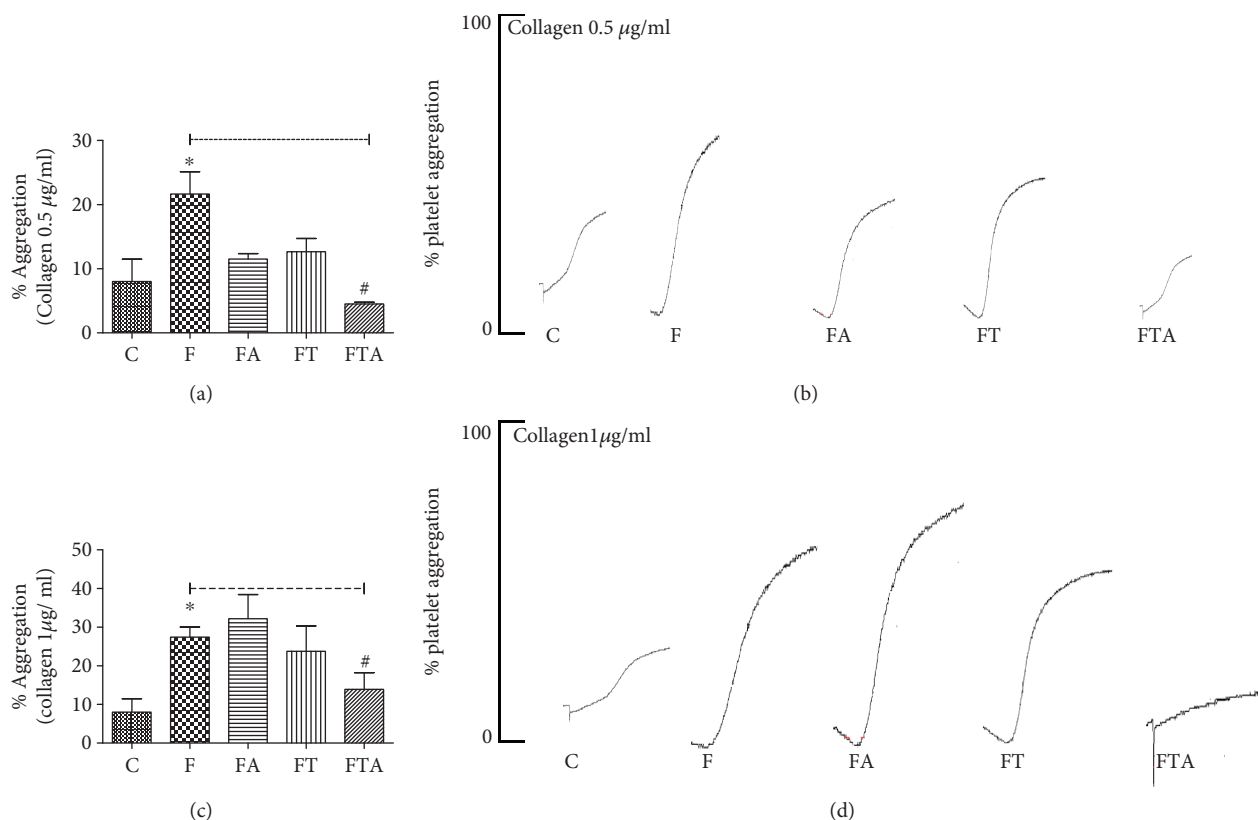 % Aggregation
(Collagen 0.5 μg/ml)
30
20
10
0
*
#
C F FA FT FTA
(a)
100
Collagen 0.5 μg/ml
% platelet aggregation
0
C F FA FT FTA
(b)
% Aggregation
(collagen 1μg/ ml)
50
40
30
20
10
0
*
#
C F FA FT FTA
(c)
100
Collagen1μg/ml
% platelet aggregation
0
C F FA FT FTA
(d)